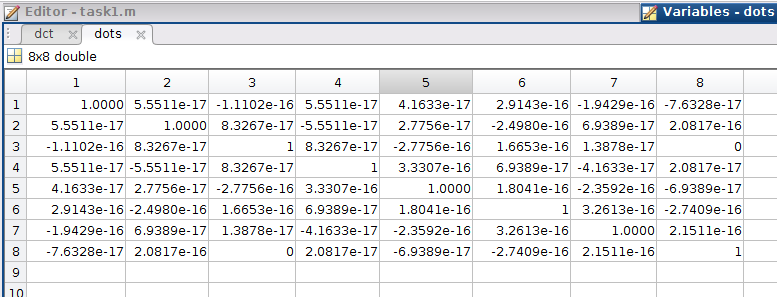 Editor - task1.m Variables - dots
dct dots
8x8 double
1 2 3 4 5 6 7 8
1 1.0000 5.5511e-17 -1.1102e-16 5.5511e-17 4.1633e-17 2.9143e-16 -1.9429e-16 -7.6328e-17
2 5.5511e-17 1.0000 8.3267e-17 -5.5511e-17 2.7756e-17 -2.4980e-16 6.9389e-17 2.0817e-16
3 -1.1102e-16 8.3267e-17 1 8.3267e-17 -2.7756e-17 1.6653e-16 1.3878e-17 0
4 5.5511e-17 -5.5511e-17 8.3267e-17 1 3.3307e-16 6.9389e-17 -4.1633e-17 2.0817e-17
5 4.1633e-17 2.7756e-17 -2.7756e-17 3.3307e-16 1.0000 1.8041e-16 -2.3592e-16 -6.9389e-17
6 2.9143e-16 -2.4980e-16 1.6653e-16 6.9389e-17 1.8041e-16 1 3.2613e-16 -2.7409e-16
7 -1.9429e-16 6.9389e-17 1.3878e-17 -4.1633e-17 -2.3592e-16 3.2613e-16 1.0000 2.1511e-16
8 -7.6328e-17 2.0817e-16 0 2.0817e-17 -6.9389e-17 -2.7409e-16 2.1511e-16 1
9
10